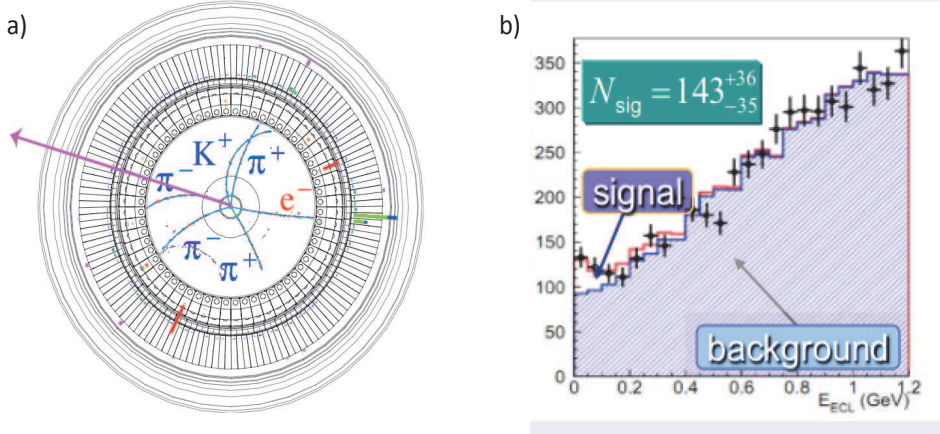 a)
K⁺
π⁺
π⁻
e⁻
π⁻
π⁺
b)
N_sig = 143 +36 −35
signal
background
350
300
250
200
150
100
50
0
0 0.2 0.4 0.6 0.8 1 1.2
E_ECL (GeV)